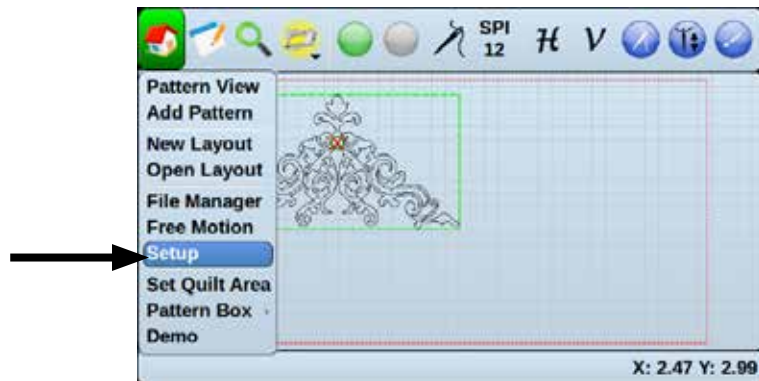 SPI
12
H V
Pattern View
Add Pattern
New Layout
Open Layout
File Manager
Free Motion
Setup
Set Quilt Area
Pattern Box
Demo
X: 2.47 Y: 2.99